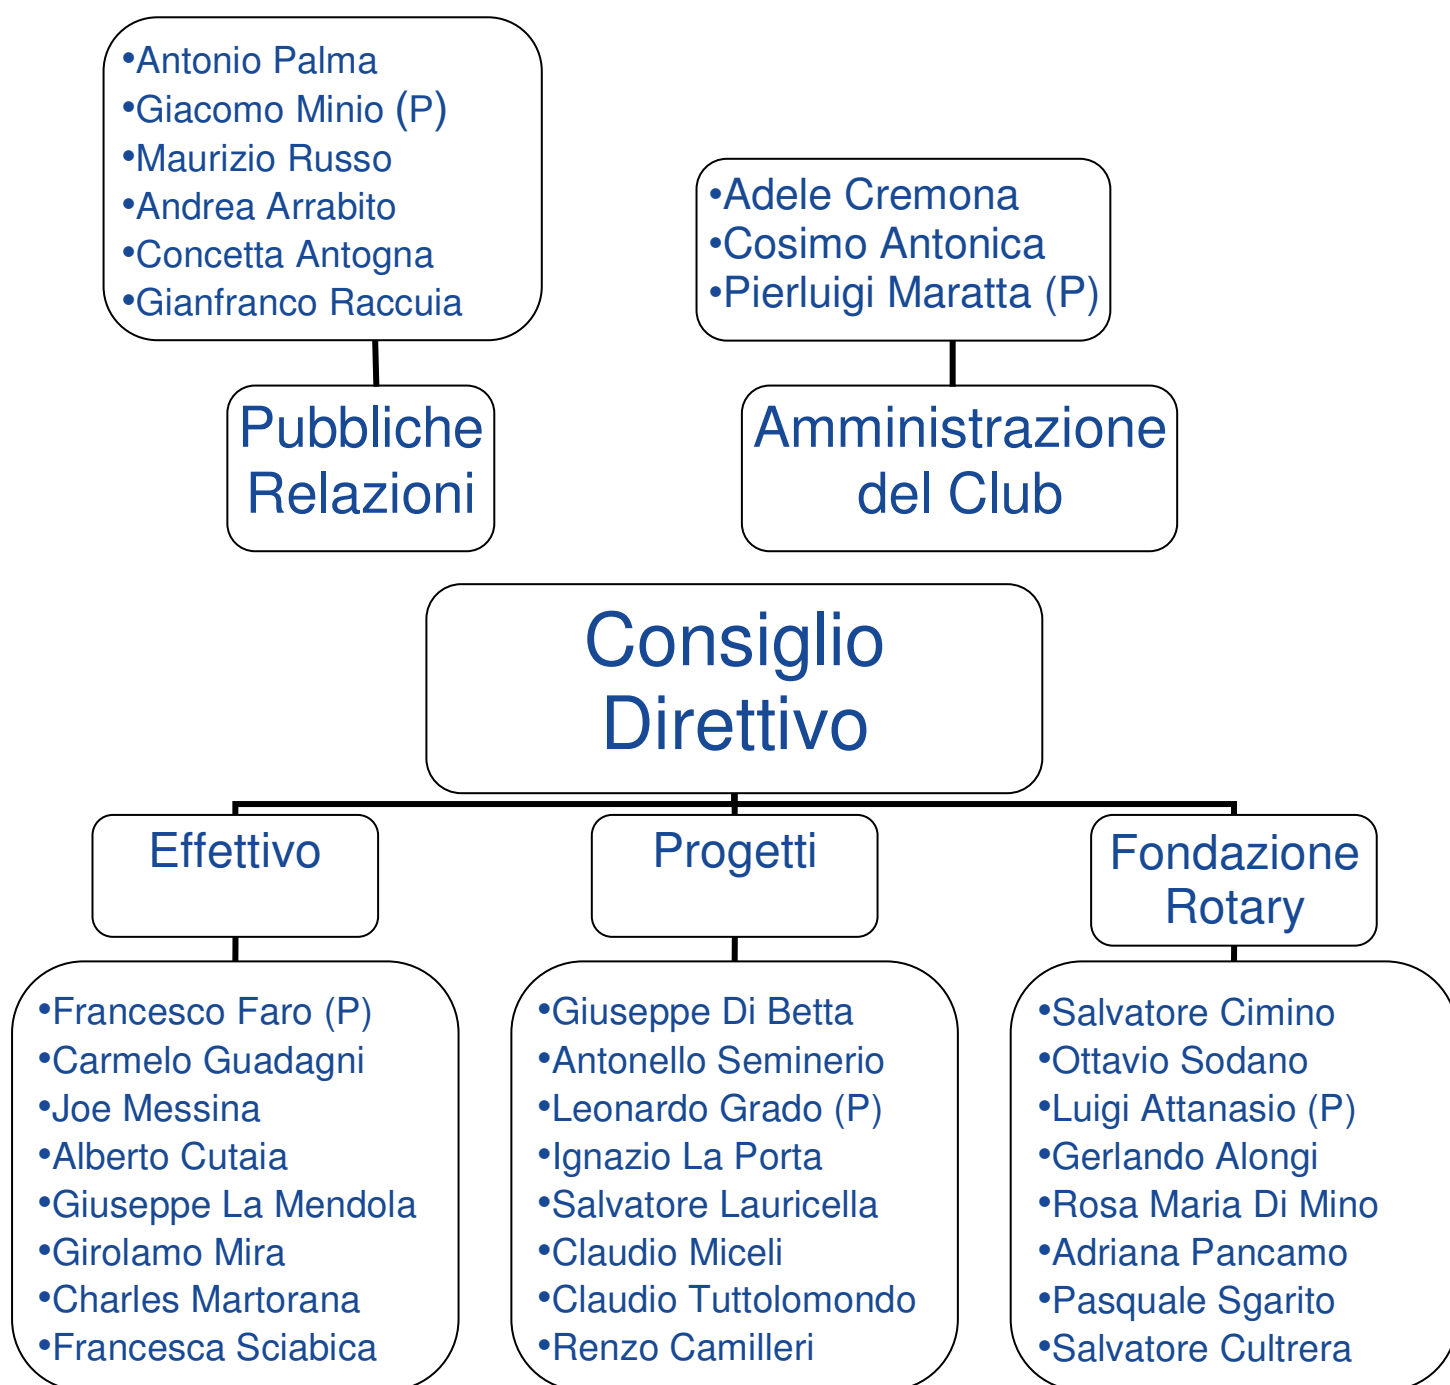 •Antonio Palma
•Giacomo Minio (P)
•Maurizio Russo
•Andrea Arrabito
•Concetta Antogna
•Gianfranco Raccuia
•Adele Cremona
•Cosimo Antonica
•Pierluigi Maratta (P)
Pubbliche
Relazioni
Amministrazione
del Club
Consiglio
Direttivo
Effettivo
Progetti
Fondazione
Rotary
•Francesco Faro (P)
•Carmelo Guadagni
•Joe Messina
•Alberto Cutaia
•Giuseppe La Mendola
•Girolamo Mira
•Charles Martorana
•Francesca Sciabica
•Giuseppe Di Betta
•Antonello Seminerio
•Leonardo Grado (P)
•Ignazio La Porta
•Salvatore Lauricella
•Claudio Miceli
•Claudio Tuttolomondo
•Renzo Camilleri
•Salvatore Cimino
•Ottavio Sodano
•Luigi Attanasio (P)
•Gerlando Alongi
•Rosa Maria Di Mino
•Adriana Pancamo
•Pasquale Sgarito
•Salvatore Cultrera